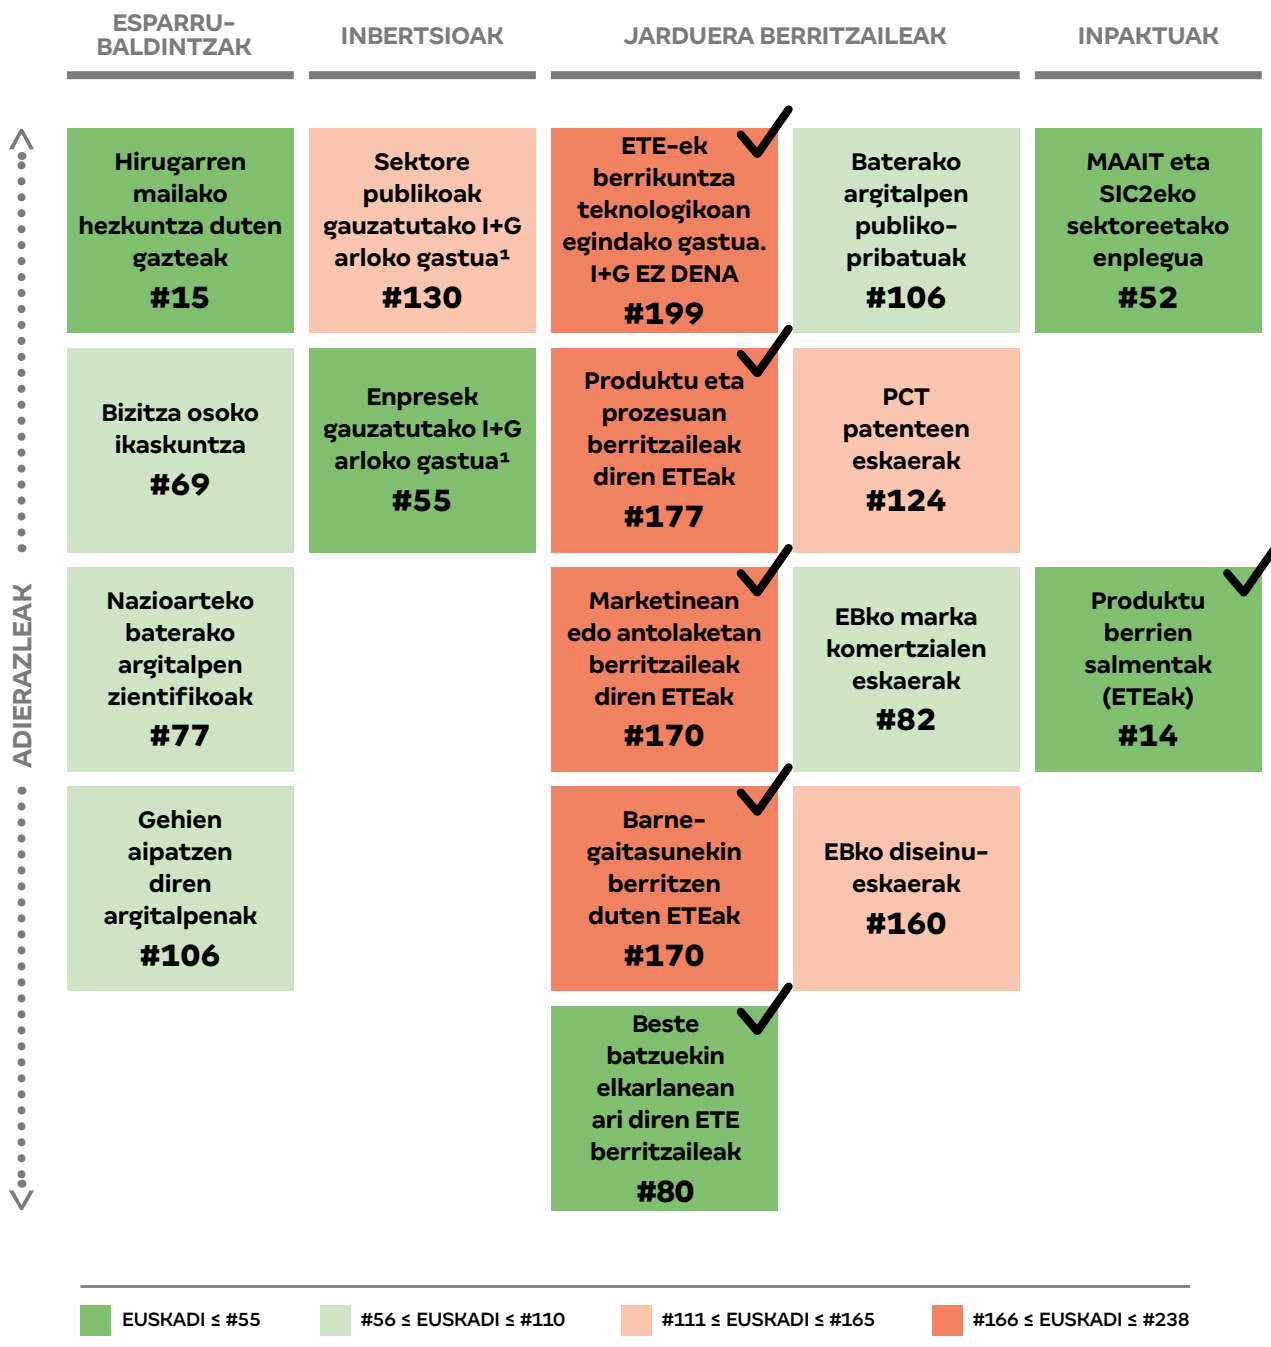 ESPARRU-
BALDINTZAK
INBERTSIOAK
JARDUERA BERRITZAILEAK
INPAKTUAK
ADIERAZLEAK
Hirugarren
mailako
hezkuntza duten
gazteak
#15
Sektore
publikoak
gauzatutako I+G
arloko gastua¹
#130
ETE-ek
berrikuntza
teknologikoan
egindako gastua.
I+G EZ DENA
#199
Baterako
argitalpen
publiko-
pribatuak
#106
MAAIT eta
SIC2eko
sektoreetako
enplegua
#52
Bizitza osoko
ikaskuntza
#69
Enpresek
gauzatutako I+G
arloko gastua¹
#55
Produktu eta
prozesuan
berritzaileak
diren ETEak
#177
PCT
patenteen
eskaerak
#124
Nazioarteko
baterako
argitalpen
zientifikoak
#77
Marketinean
edo antolaketan
berritzaileak
diren ETEak
#170
EBko marka
komertzialen
eskaerak
#82
Produktu
berrien
salmentak
(ETEak)
#14
Gehien
aipatzen
diren
argitalpenak
#106
Barne-
gaitasunekin
berritzen
duten ETEak
#170
EBko diseinu-
eskaerak
#160
Beste
batzuekin
elkarlanean
ari diren ETE
berritzaileak
#80
EUSKADI ≤ #55
#56 ≤ EUSKADI ≤ #110
#111 ≤ EUSKADI ≤ #165
#166 ≤ EUSKADI ≤ #238